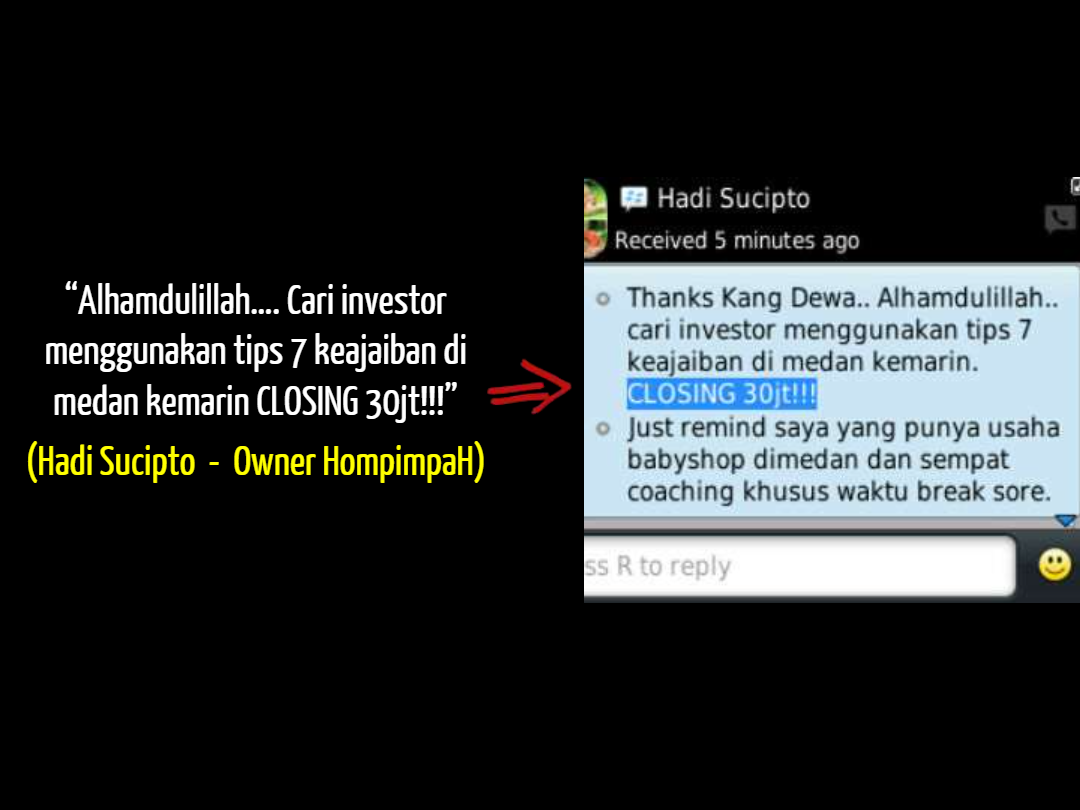 “Alhamdulillah.... Cari investor
menggunakan tips 7 keajaiban di
medan kemarin CLOSING 30jt!!!”
(Hadi Sucipto - Owner HompimpaH)
Hadi Sucipto
Received 5 minutes ago
Thanks Kang Dewa.. Alhamdulillah..
cari investor menggunakan tips 7
keajaiban di medan kemarin.
CLOSING 30jt!!!
Just remind saya yang punya usaha
babyshop dimedan dan sempat
coaching khusus waktu break sore.
ss R to reply